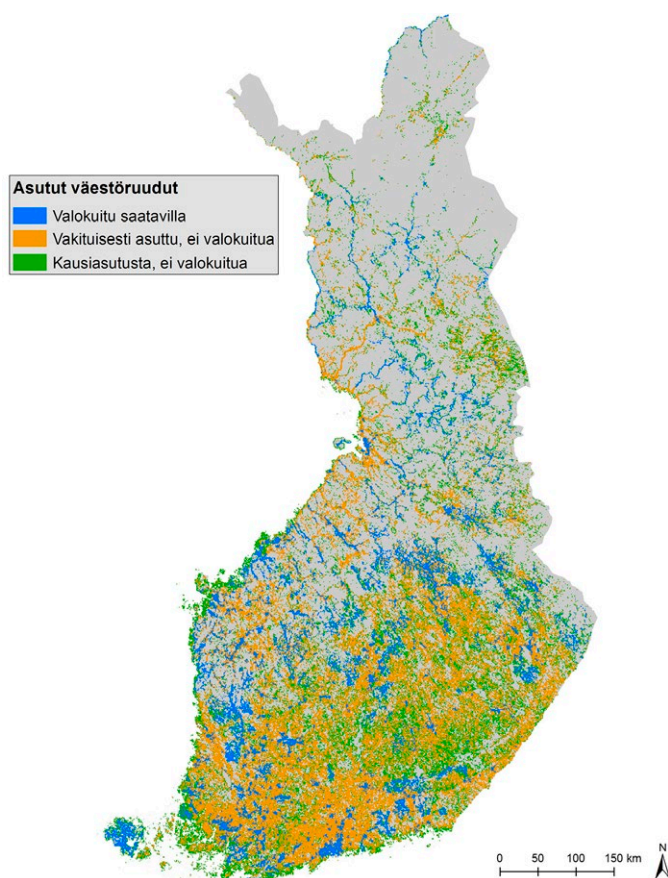 Asutut väestöruudut
Valokuitu saatavilla
Vakituisesti asuttu, ei valokuitua
Kausiasutusta, ei valokuitua
N
0 50 100 150 km